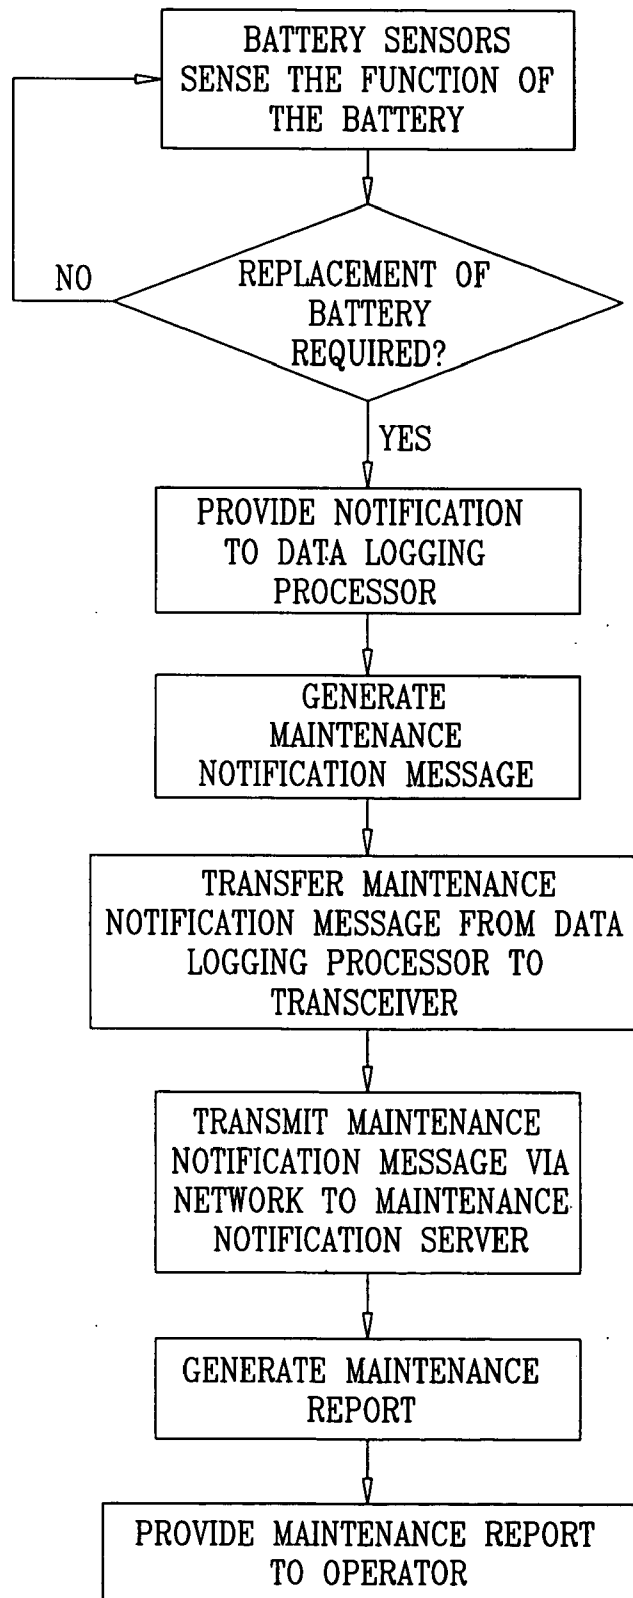 BATTERY SENSORS
SENSE THE FUNCTION OF
THE BATTERY
NO
REPLACEMENT OF
BATTERY
REQUIRED?
YES
PROVIDE NOTIFICATION
TO DATA LOGGING
PROCESSOR
GENERATE
MAINTENANCE
NOTIFICATION MESSAGE
TRANSFER MAINTENANCE
NOTIFICATION MESSAGE FROM DATA
LOGGING PROCESSOR TO
TRANSCEIVER
TRANSMIT MAINTENANCE
NOTIFICATION MESSAGE VIA
NETWORK TO MAINTENANCE
NOTIFICATION SERVER
GENERATE MAINTENANCE
REPORT
PROVIDE MAINTENANCE REPORT
TO OPERATOR